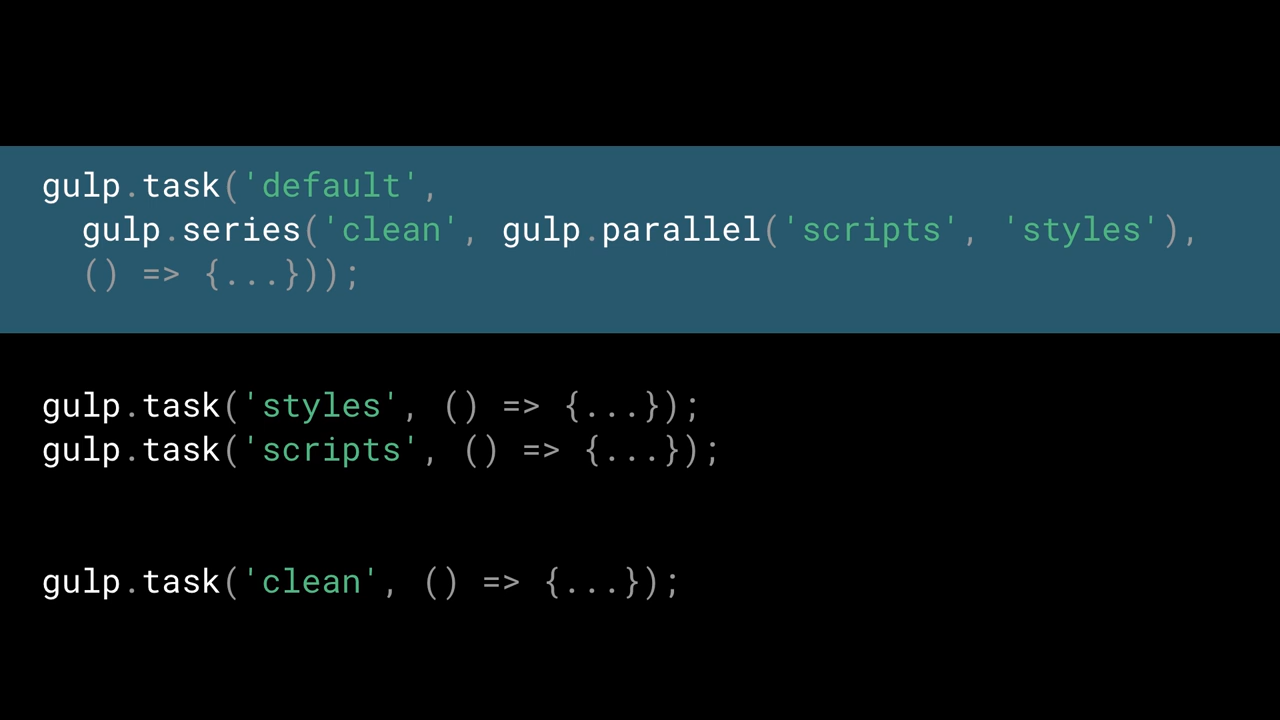 gulp.task('default',
gulp.series('clean', gulp.parallel('scripts', 'styles'),
() => {...}));
gulp.task('styles', () => {...});
gulp.task('scripts', () => {...});
gulp.task('clean', () => {...});